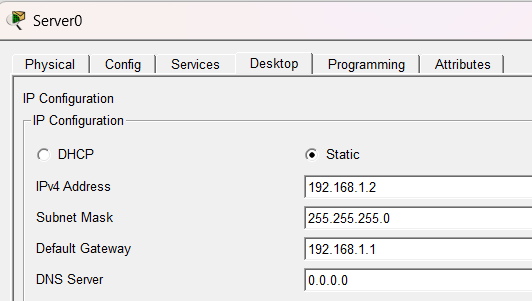 Server0
Physical Config Services Desktop Programming Attributes
IP Configuration
IP Configuration
DHCP Static
IPv4 Address 192.168.1.2
Subnet Mask 255.255.255.0
Default Gateway 192.168.1.1
DNS Server 0.0.0.0